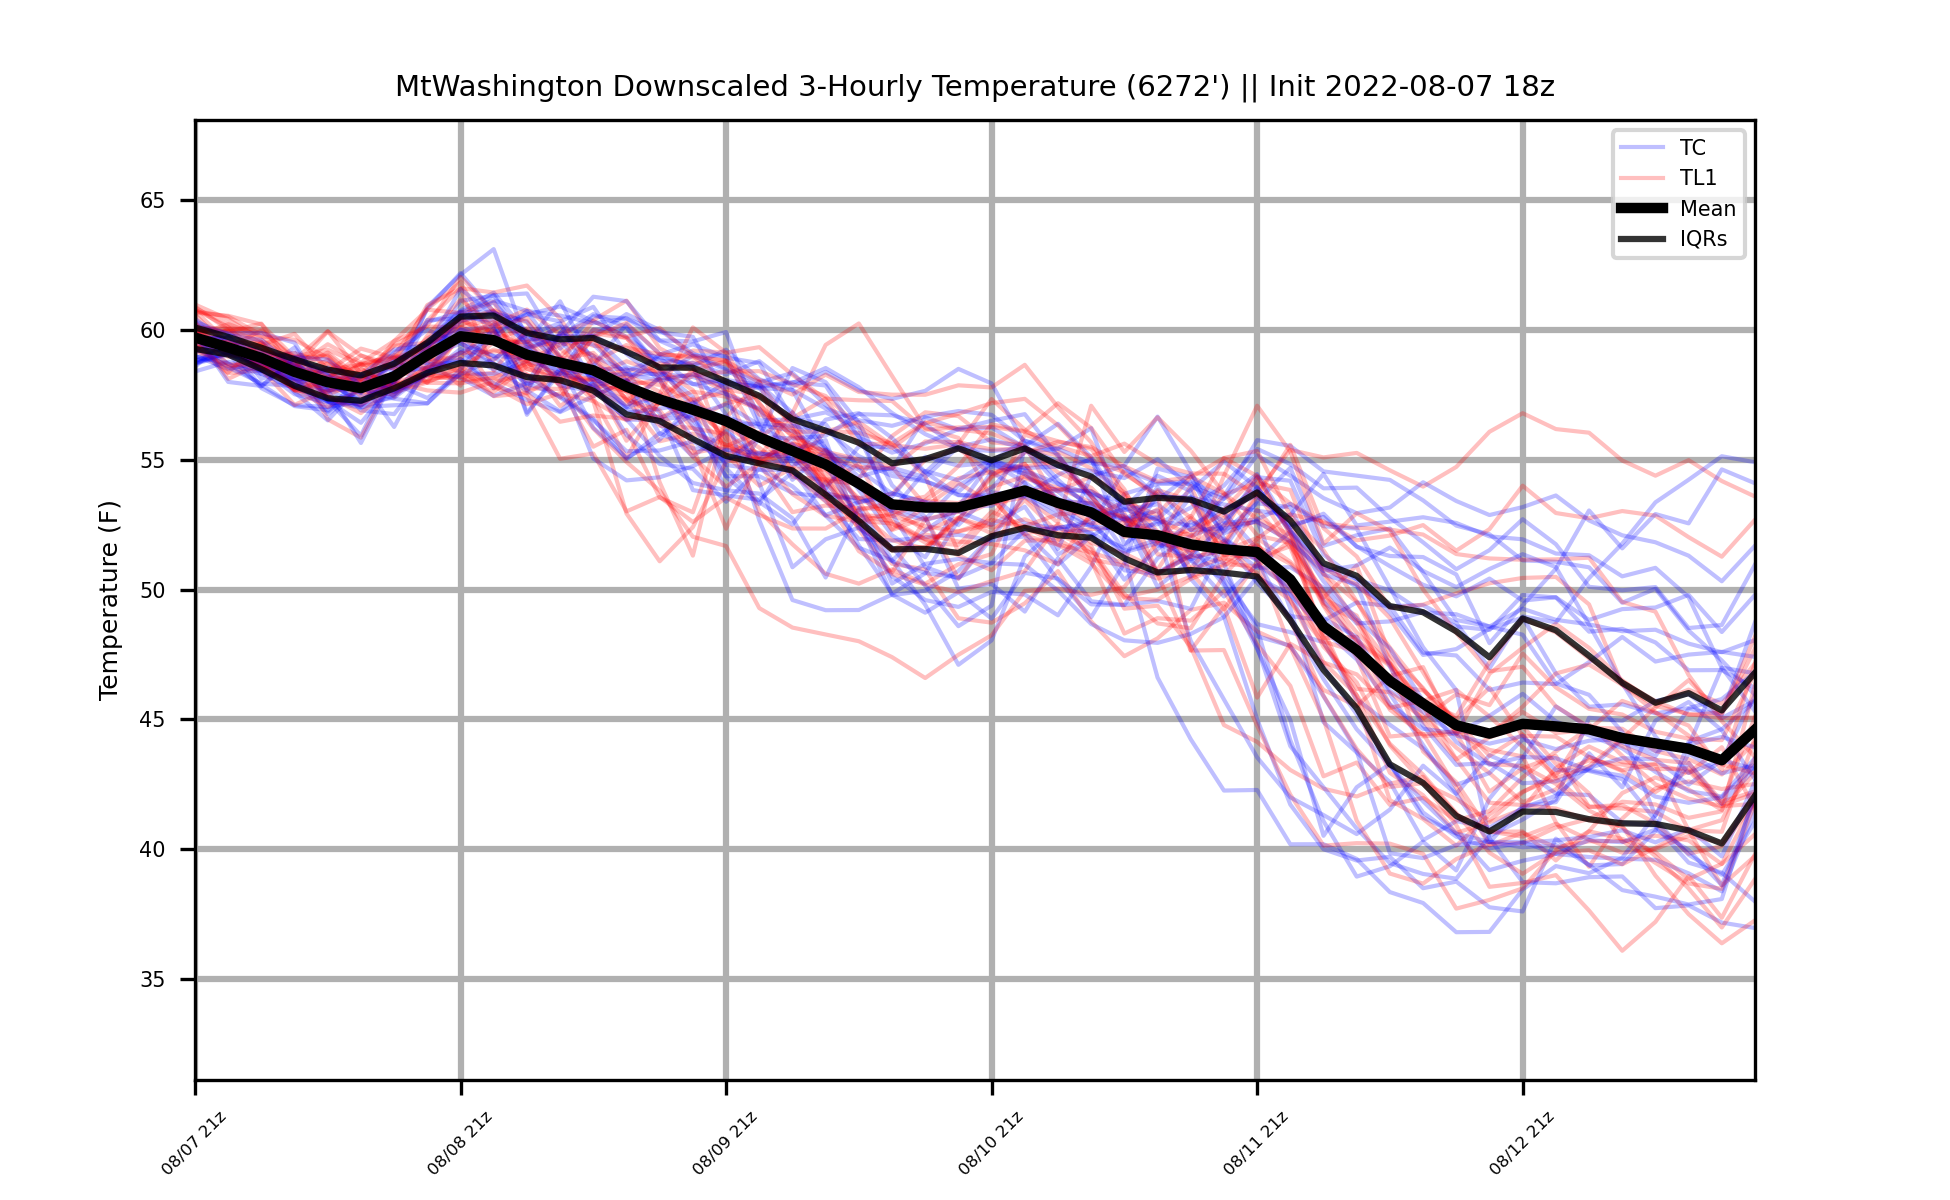 MtWashington Downscaled 3-Hourly Temperature (6272') || Init 2022-08-07 18z
TC
TL1
Mean
IQRs
Temperature (F)
65
60
55
50
45
40
35
08/07 21z
08/08 21z
08/09 21z
08/10 21z
08/11 21z
08/12 21z